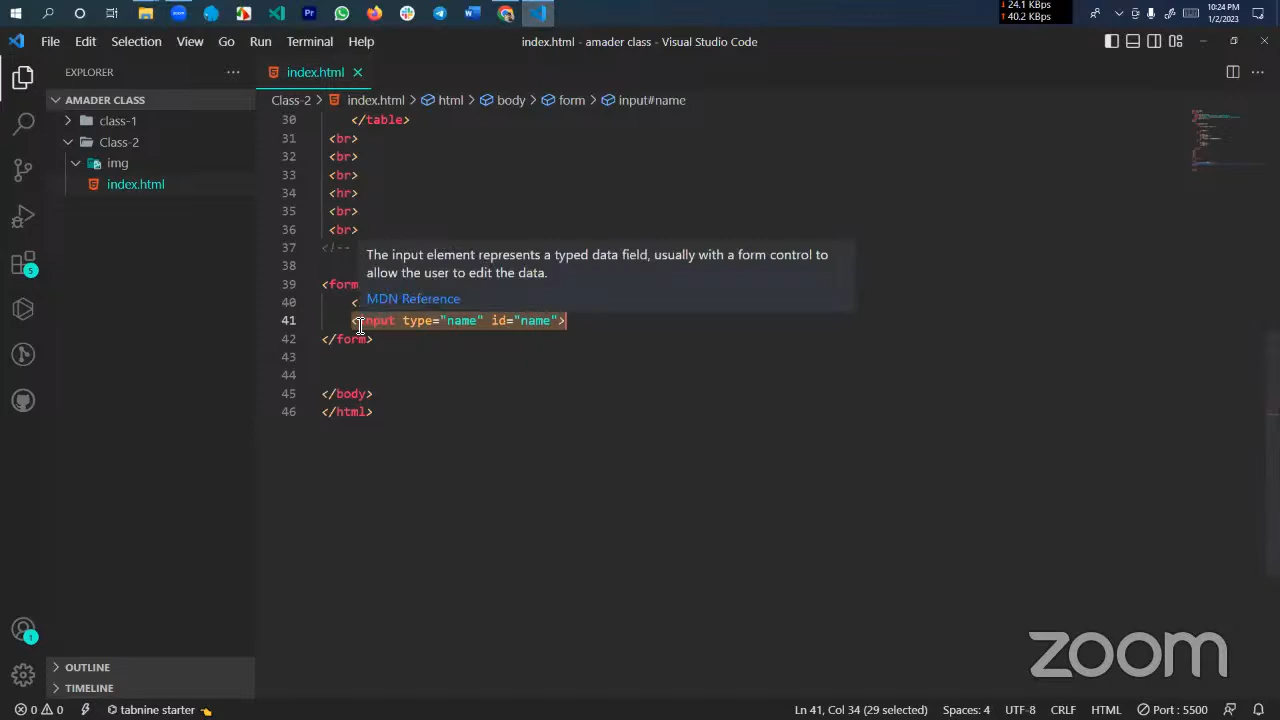 24.1 KBps
40.2 KBps
10:24 PM
1/2/2023
File Edit Selection View Go Run Terminal Help
index.html - amader class - Visual Studio Code
EXPLORER
index.html
AMADER CLASS
class-1
Class-2
img
index.html
Class-2 > index.html > html > body > form > input#name
30 </table>
31 <br>
32 <br>
33 <br>
34 <hr>
35 <br>
36 <br>
37 <!--
38
39 <form
40 <
41 <input type="name" id="name">
42 </form>
43
44
45 </body>
46 </html>
The input element represents a typed data field, usually with a form control to
allow the user to edit the data.
MDN Reference
5
1
OUTLINE
TIMELINE
zoom
0 0 tabnine starter Ln 41, Col 34 (29 selected) Spaces: 4 UTF-8 CRLF HTML Port : 5500